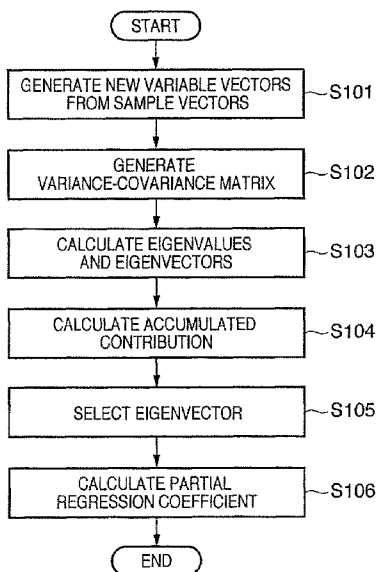 START
GENERATE NEW VARIABLE VECTORS
FROM SAMPLE VECTORS
S101
GENERATE
VARIANCE-COVARIANCE MATRIX
S102
CALCULATE EIGENVALUES
AND EIGENVECTORS
S103
CALCULATE ACCUMULATED
CONTRIBUTION
S104
SELECT EIGENVECTOR
S105
CALCULATE PARTIAL
REGRESSION COEFFICIENT
S106
END